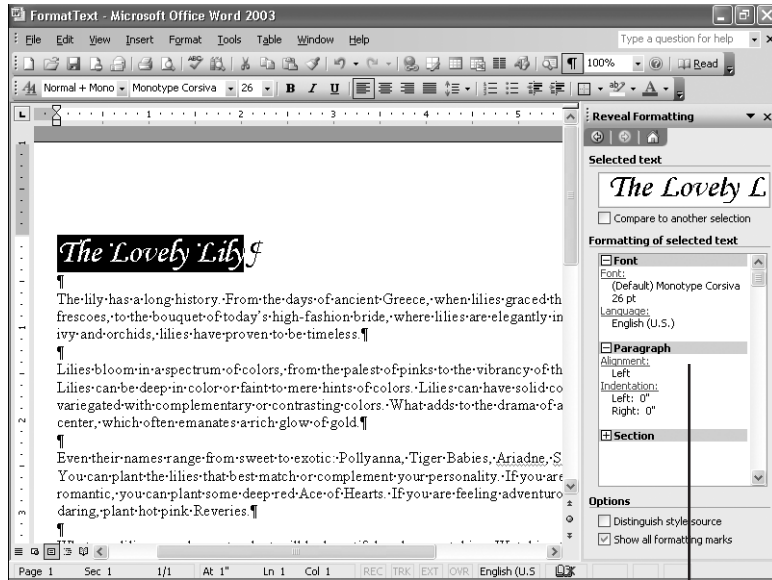 FormatText - Microsoft Office Word 2003
File Edit View Insert Format Tools Table Window Help Type a question for help
100% Read
Normal + Mono Monotype Corsiva 26 B I U
1 2 3 4 5
Reveal Formatting
Selected text
The Lovely L
Compare to another selection
Formatting of selected text
Font
Font:
(Default) Monotype Corsiva
26 pt
Language:
English (U.S.)
Paragraph
Alignment:
Left
Indentation:
Left: 0"
Right: 0"
Section
Options
Distinguish style source
Show all formatting marks
The Lovely Lily¶
¶
The·lily·has·a·long·history.·From·the·days·of·ancient·Greece,·when·lilies·graced·th
frescoes,·to·the·bouquet·of·today's·high-fashion·bride,·where·lilies·are·elegantly·in
ivy·and·orchids,·lilies·have·proven·to·be·timeless.¶
¶
Lilies·bloom·in·a·spectrum·of·colors,·from·the·palest·of·pinks·to·the·vibrancy·of·th
Lilies·can·be·deep·in·color·or·faint·to·mere·hints·of·colors.·Lilies·can·have·solid·co
variegated·with·complementary·or·contrasting·colors.·What·adds·to·the·drama·of·a
center,·which·often·emanates·a·rich·glow·of·gold.¶
¶
Even·their·names·range·from·sweet·to·exotic:·Pollyanna,·Tiger·Babies,·Ariadne,·S
You·can·plant·the·lilies·that·best·match·or·complement·your·personality.·If·you·are
romantic,·you·can·plant·some·deep·red·Ace·of·Hearts.·If·you·are·feeling·adventuro
daring,·plant·hot·pink·Reveries.¶
¶
Page 1 Sec 1 1/1 At 1" Ln 1 Col 1 REC TRK EXT OVR English (U.S